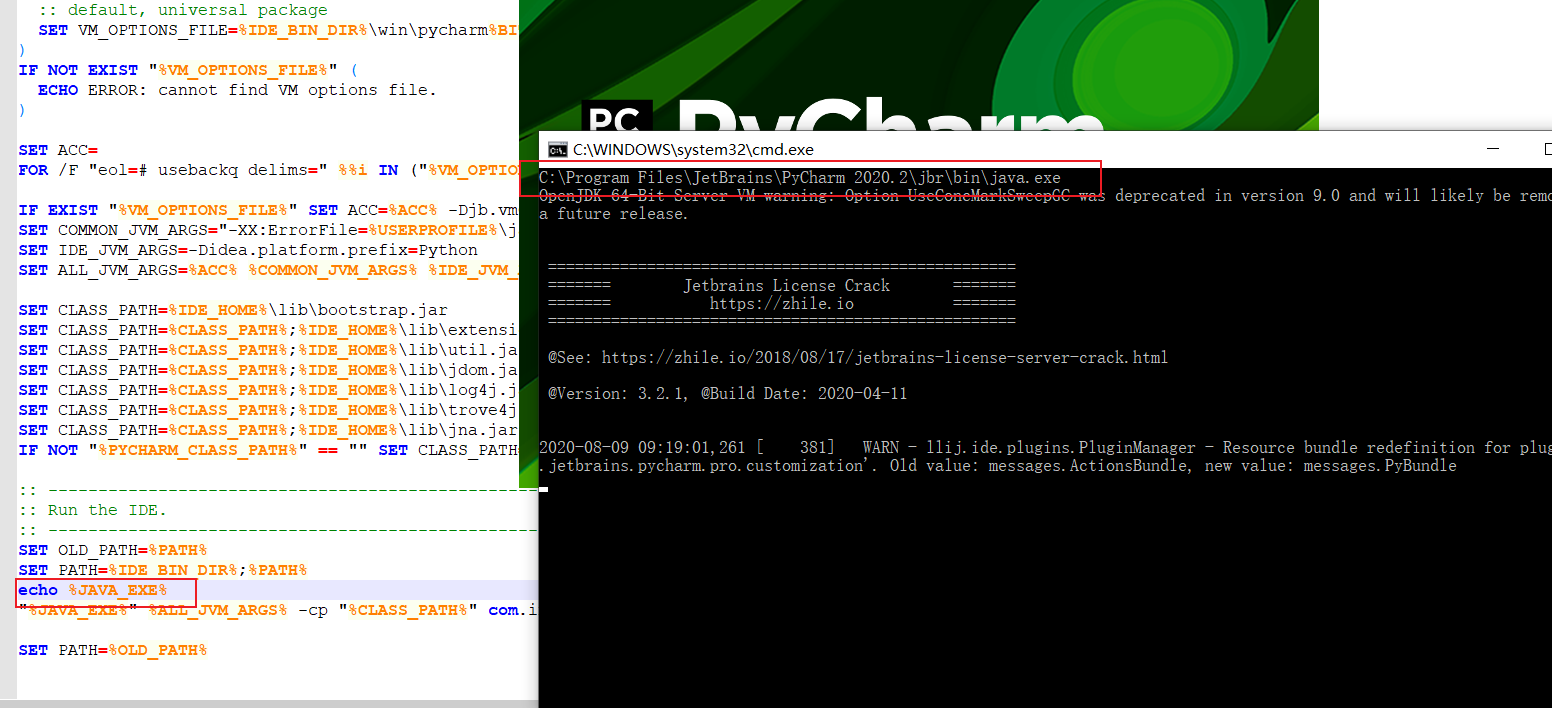 :: default, universal package
SET VM_OPTIONS_FILE=%IDE_BIN_DIR%\win\pycharm%BI
)
IF NOT EXIST "%VM_OPTIONS_FILE%" (
ECHO ERROR: cannot find VM options file.
)
SET ACC=
FOR /F "eol=# usebackq delims=" %%i IN ("%VM_OPTIO
IF EXIST "%VM_OPTIONS_FILE%" SET ACC=%ACC% -Djb.vm
SET COMMON_JVM_ARGS="-XX:ErrorFile=%USERPROFILE%\j
SET IDE_JVM_ARGS=-Didea.platform.prefix=Python
SET ALL_JVM_ARGS=%ACC% %COMMON_JVM_ARGS% %IDE_JVM_
SET CLASS_PATH=%IDE_HOME%\lib\bootstrap.jar
SET CLASS_PATH=%CLASS_PATH%;%IDE_HOME%\lib\extensi
SET CLASS_PATH=%CLASS_PATH%;%IDE_HOME%\lib\util.ja
SET CLASS_PATH=%CLASS_PATH%;%IDE_HOME%\lib\jdom.ja
SET CLASS_PATH=%CLASS_PATH%;%IDE_HOME%\lib\log4j.j
SET CLASS_PATH=%CLASS_PATH%;%IDE_HOME%\lib\trove4j
SET CLASS_PATH=%CLASS_PATH%;%IDE_HOME%\lib\jna.jar
IF NOT "%PYCHARM_CLASS_PATH%" == "" SET CLASS_PATH
:: -------------------------------------------------
:: Run the IDE.
:: -------------------------------------------------
SET OLD_PATH=%PATH%
SET PATH=%IDE_BIN_DIR%;%PATH%
echo %JAVA_EXE%
"%JAVA_EXE%" %ALL_JVM_ARGS% -cp "%CLASS_PATH%" com.i
SET PATH=%OLD_PATH%
PC PyCharm
C:\WINDOWS\system32\cmd.exe
C:\Program Files\JetBrains\PyCharm 2020.2\jbr\bin\java.exe
OpenJDK 64-Bit Server VM warning: Option UseConcMarkSweepGC was deprecated in version 9.0 and will likely be remo
a future release.
====================================================
======= Jetbrains License Crack =======
======= https://zhile.io =======
====================================================
@See: https://zhile.io/2018/08/17/jetbrains-license-server-crack.html
@Version: 3.2.1, @Build Date: 2020-04-11
2020-08-09 09:19:01,261 [ 381] WARN - llij.ide.plugins.PluginManager - Resource bundle redefinition for plug
.jetbrains.pycharm.pro.customization'. Old value: messages.ActionsBundle, new value: messages.PyBundle